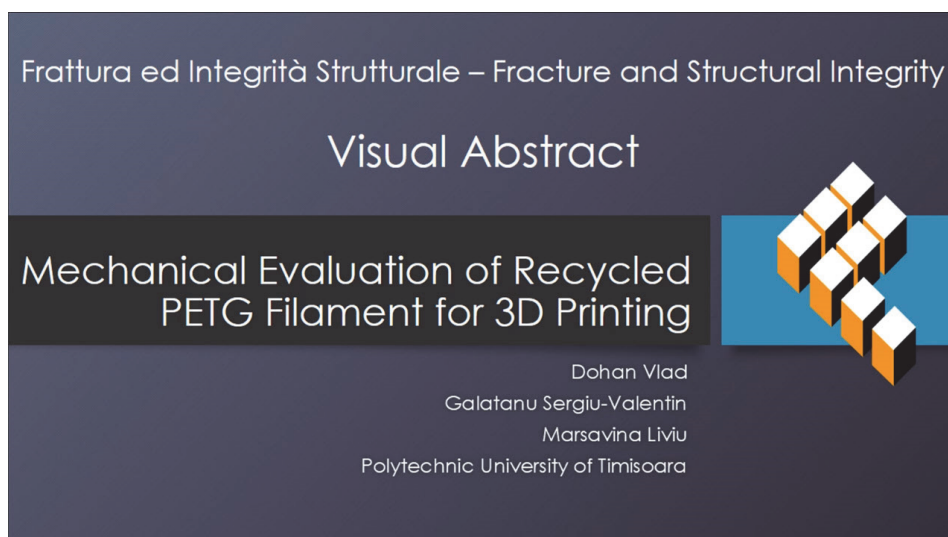 Frattura ed Integrità Strutturale – Fracture and Structural Integrity
Visual Abstract
Mechanical Evaluation of Recycled
PETG Filament for 3D Printing
Dohan Vlad
Galatanu Sergiu-Valentin
Marsavina Liviu
Polytechnic University of Timisoara